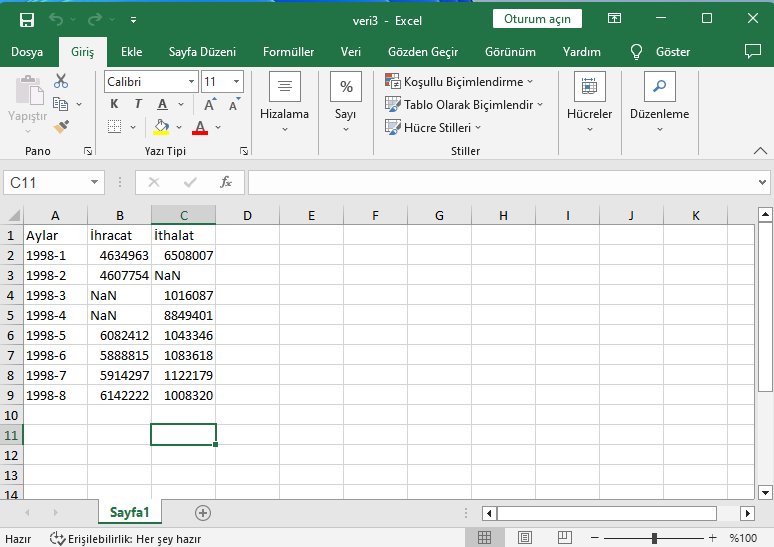 veri3 - Excel
Oturum açın
Dosya Giriş Ekle Sayfa Düzeni Formüller Veri Gözden Geçir Görünüm Yardım Göster
Calibri 11
Yapıştır
K T A
A A
A
Hizalama
%
Sayı
Koşullu Biçimlendirme
Tablo Olarak Biçimlendir
Hücre Stilleri
Hücreler
Düzenleme
Pano Yazı Tipi Stiller
C11 fx
A B C D E F G H I J K
1 Aylar İhracat İthalat
2 1998-1 4634963 6508007
3 1998-2 4607754 NaN
4 1998-3 NaN 1016087
5 1998-4 NaN 8849401
6 1998-5 6082412 1043346
7 1998-6 5888815 1083618
8 1998-7 5914297 1122179
9 1998-8 6142222 1008320
10
11
12
13
14
Sayfa1
Hazır Erişilebilirlik: Her şey hazır %100